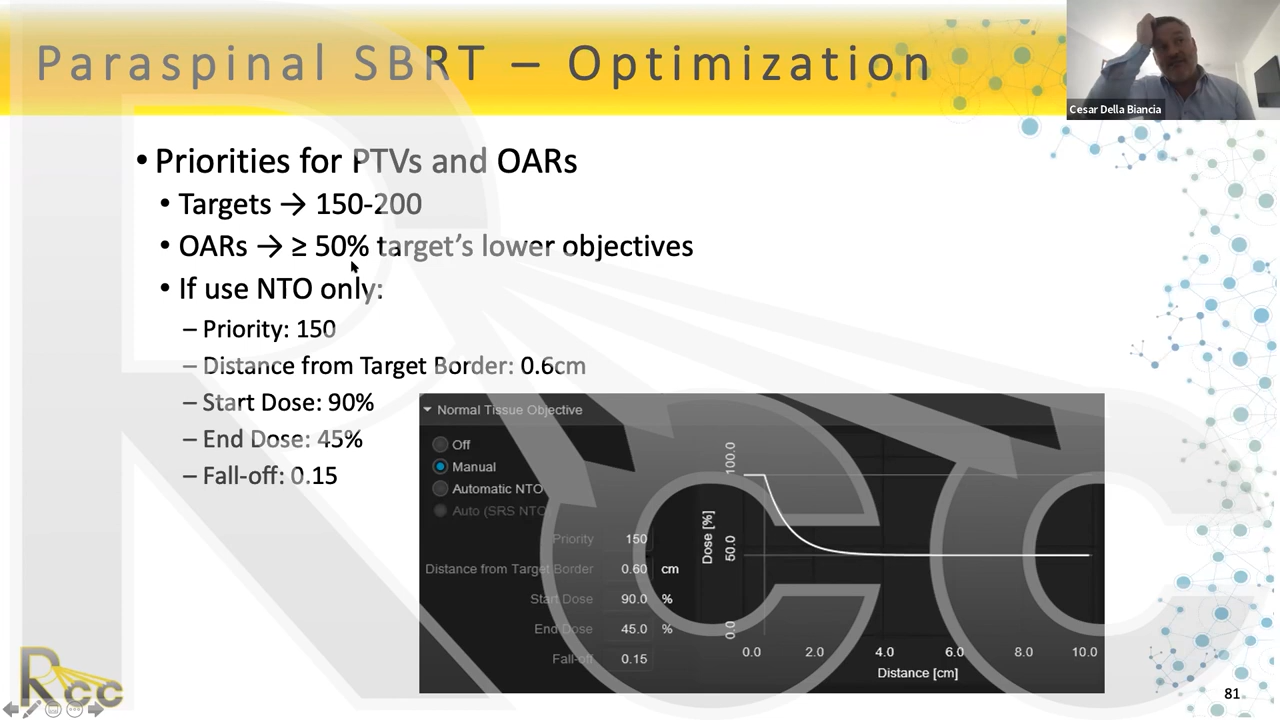 Paraspinal SBRT – Optimization
Cesar Della Biancia
• Priorities for PTVs and OARs
• Targets → 150-200
• OARs → ≥ 50% target's lower objectives
• If use NTO only:
– Priority: 150
– Distance from Target Border: 0.6cm
– Start Dose: 90%
– End Dose: 45%
– Fall-off: 0.15
Normal Tissue Objective
Off
Manual
Automatic NTO
Auto (SRS NTO
Priority 150
Distance from Target Border 0.60 cm
Start Dose 90.0 %
End Dose 45.0 %
Fall-off 0.15
Dose [%]
100.0
50.0
0.0
0.0 2.0 4.0 6.0 8.0 10.0
Distance [cm]
Rcc
81
Rcc